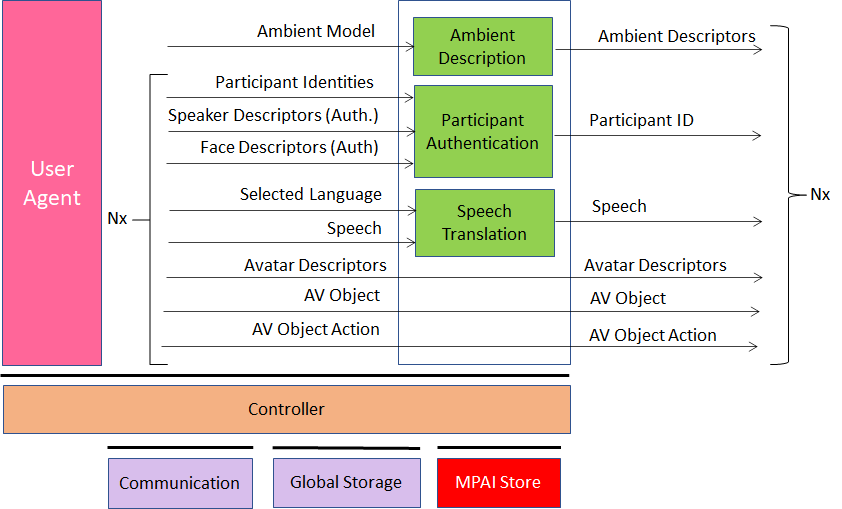 Ambient Model
Ambient
Description
Ambient Descriptors
User
Agent
Nx
Participant Identities
Speaker Descriptors (Auth.)
Face Descriptors (Auth)
Participant
Authentication
Participant ID
Selected Language
Speech
Speech
Translation
Speech
Nx
Avatar Descriptors
Avatar Descriptors
AV Object
AV Object
AV Object Action
AV Object Action
Controller
Communication
Global Storage
MPAI Store